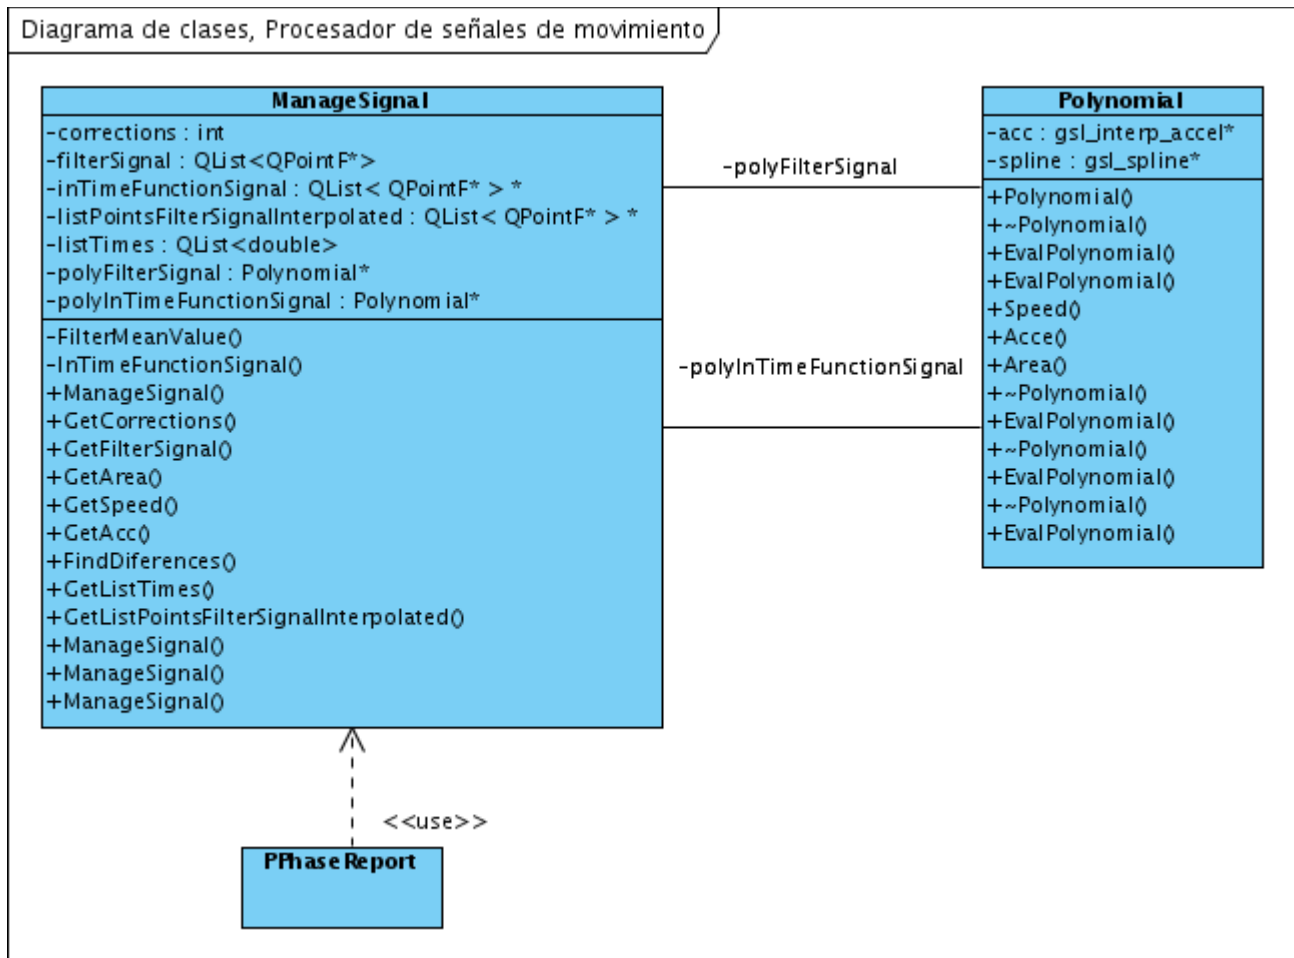 Diagrama de clases, Procesador de señales de movimiento
ManageSignal
-corrections : int
-filterSignal : QList<QPointF*>
-inTimeFunctionSignal : QList< QPointF* > *
-listPointsFilterSignalInterpolated : QList< QPointF* > *
-listTimes : QList<double>
-polyFilterSignal : Polynomial*
-polyInTimeFunctionSignal : Polynomial*
-FilterMeanValue()
-InTimeFunctionSignal()
+ManageSignal()
+GetCorrections()
+GetFilterSignal()
+GetArea()
+GetSpeed()
+GetAcc()
+FindDiferences()
+GetListTimes()
+GetListPointsFilterSignalInterpolated()
+ManageSignal()
+ManageSignal()
+ManageSignal()
-polyFilterSignal
-polyInTimeFunctionSignal
Polynomial
-acc : gsl_interp_accel*
-spline : gsl_spline*
+Polynomial()
+~Polynomial()
+EvalPolynomial()
+EvalPolynomial()
+Speed()
+Acce()
+Area()
+~Polynomial()
+EvalPolynomial()
+~Polynomial()
+EvalPolynomial()
+~Polynomial()
+EvalPolynomial()
<<use>>
PPhaseReport